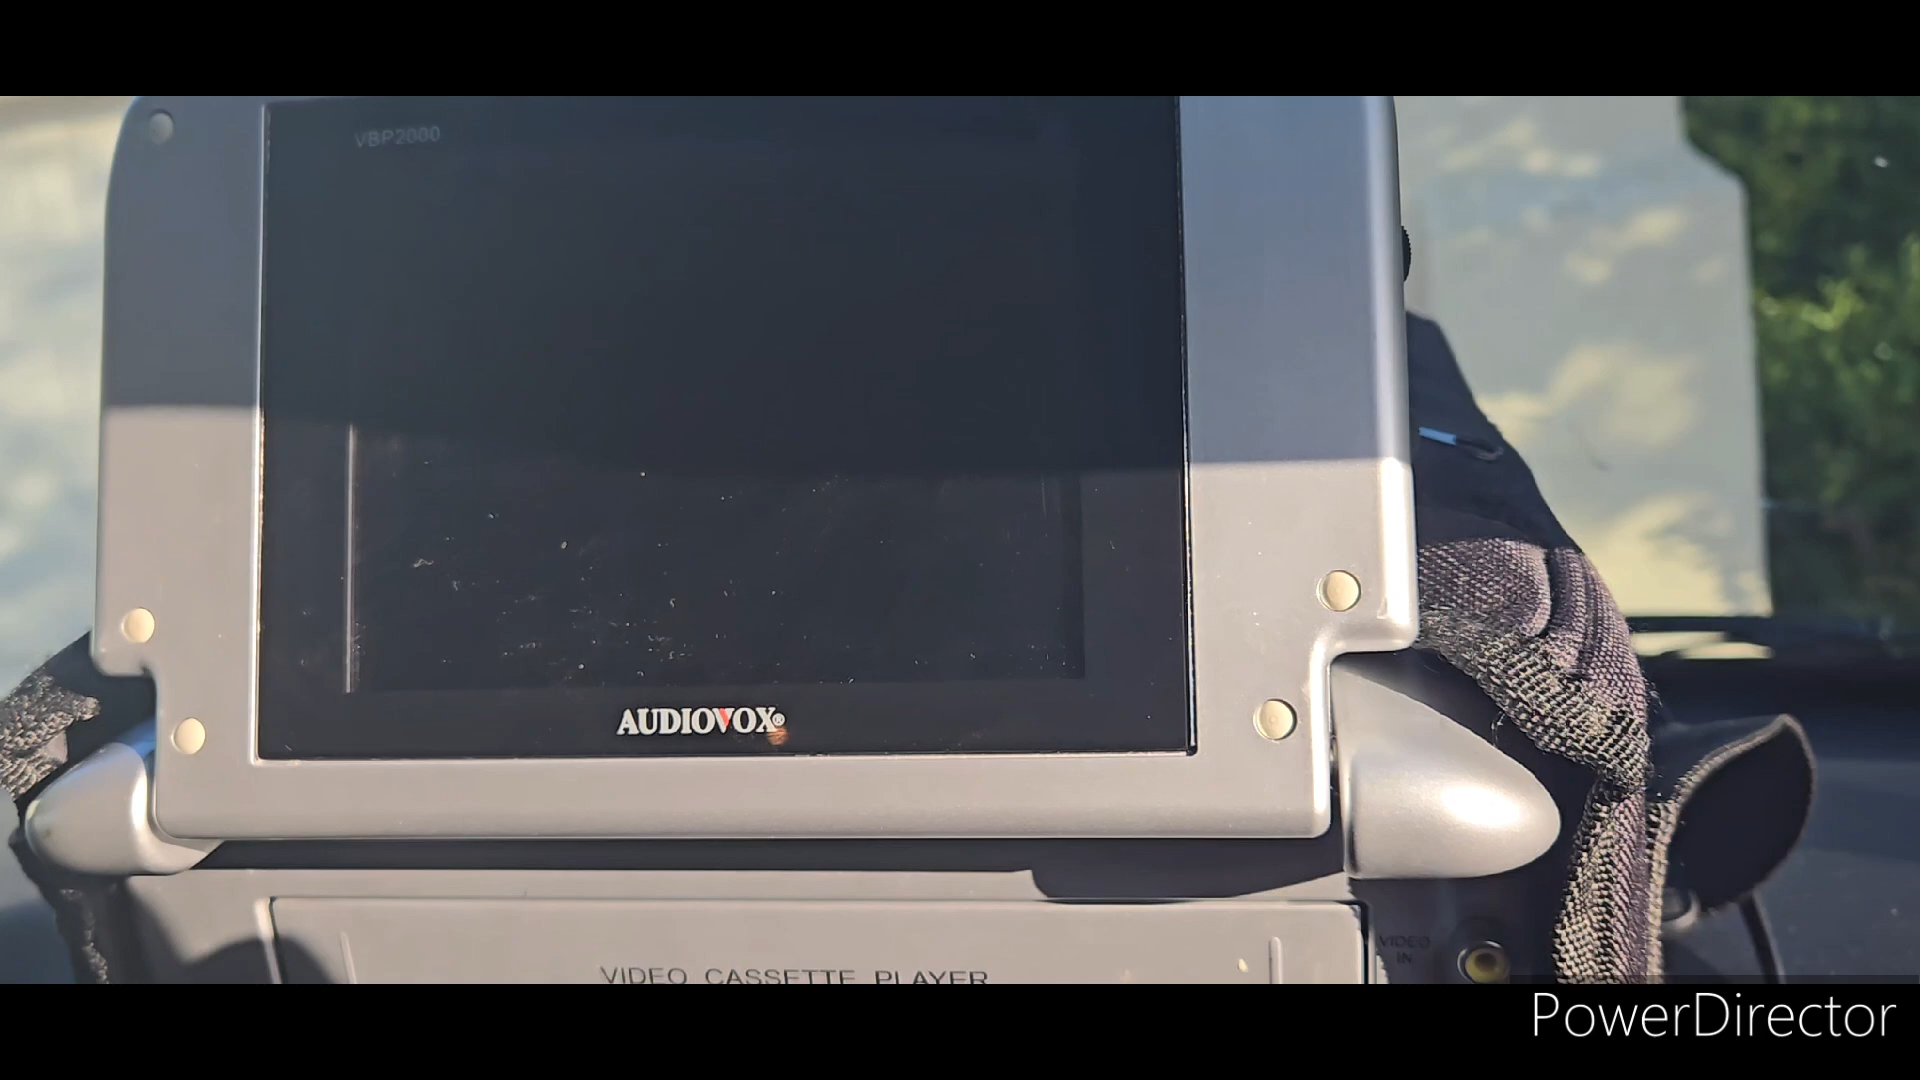 VBP2000
AUDIOVOX®
VIDEO CASSETTE PLAYER
VIDEO
IN
PowerDirector